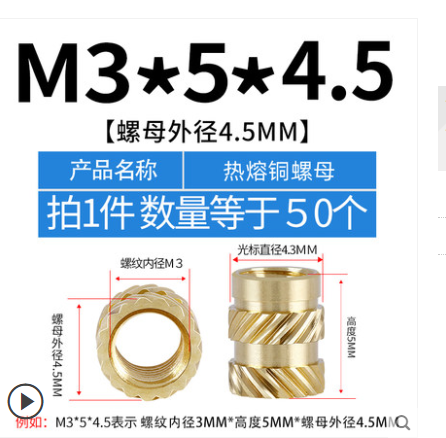 M3*5*4.5
【螺母外径4.5MM】
产品名称 热熔铜螺母
拍1件 数量等于50个
螺纹内径M3
光标直径4.3MM
螺母外径4.5MM
高度5MM
例如：M3*5*4.5表示 螺纹内径3MM*高度5MM*螺母外径4.5MM